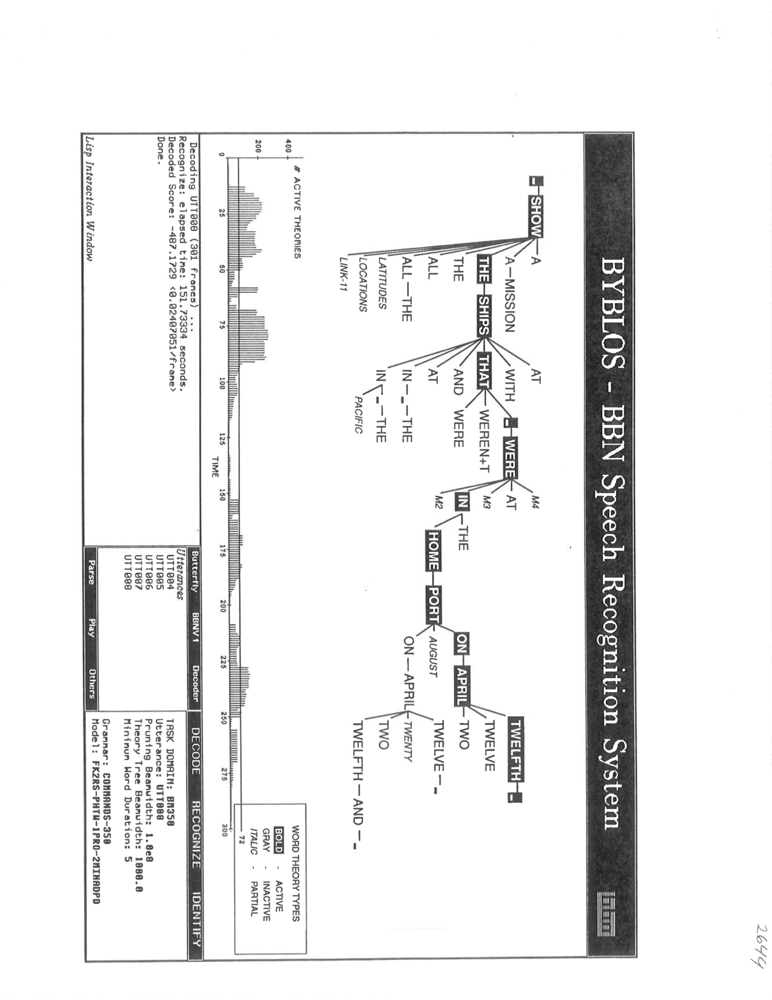 BYBLOS - BBN Speech Recognition System
- SHOW
A
A — MISSION
THE SHIPS THAT - WERE IN HOME PORT ON APRIL TWELFTH -
THE
ALL
ALL — THE
LATITUDES
LOCATIONS
LINK-11
AT
WITH
AND
AT
IN — - — THE
IN - — THE
PACIFIC
WEREN+T
WERE
M4
AT
M3
M2
THE
AUGUST
ON — APRIL
TWELVE
TWO
TWELVE — -
TWENTY
TWO
TWELFTH — AND — -
WORD THEORY TYPES
BOLD - ACTIVE
GRAY - INACTIVE
ITALIC - PARTIAL
# ACTIVE THEORIES
400
200
0 25 50 75 100 125 150 175 200 225 250 275 300
72
TIME
Decoding UTT008 (301 frames) ...
Recognize: elapsed time: 151.73334 seconds.
Decoded Score: -487.1729 <0.02407051/frame>
Done.
Lisp Interaction Window
Butterfly BBNV1 Decoder
Utterances
UTT004
UTT005
UTT006
UTT007
UTT008
Parse Play Others
DECODE RECOGNIZE IDENTIFY
TASK DOMAIN: BM350
Utterance: UTT008
Pruning Beamwidth: 1.0e8
Theory Tree Beamwidth: 1000.0
Minimum Word Duration: 5
Grammar: COMMANDS-350
Model: FK2RS-PHTW-1PRO-2MINADPD
2644